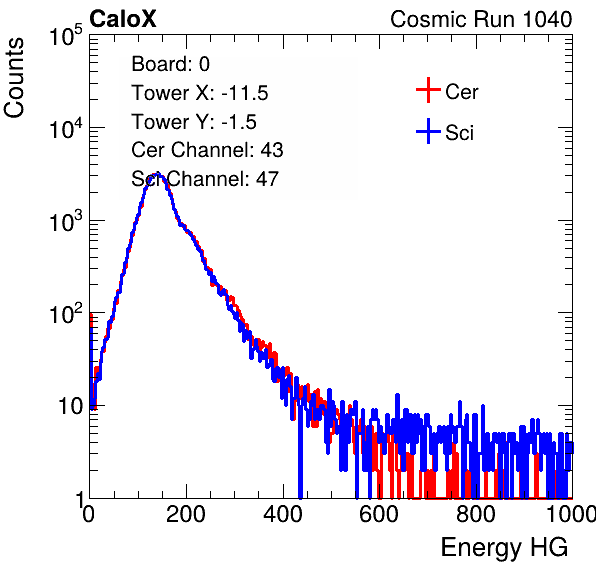 CaloX Cosmic Run 1040
Counts
Board: 0
Tower X: -11.5
Tower Y: -1.5
Cer Channel: 43
Sci Channel: 47
Cer
Sci
10^5
10^4
10^3
10^2
10
1
0 200 400 600 800 1000
Energy HG